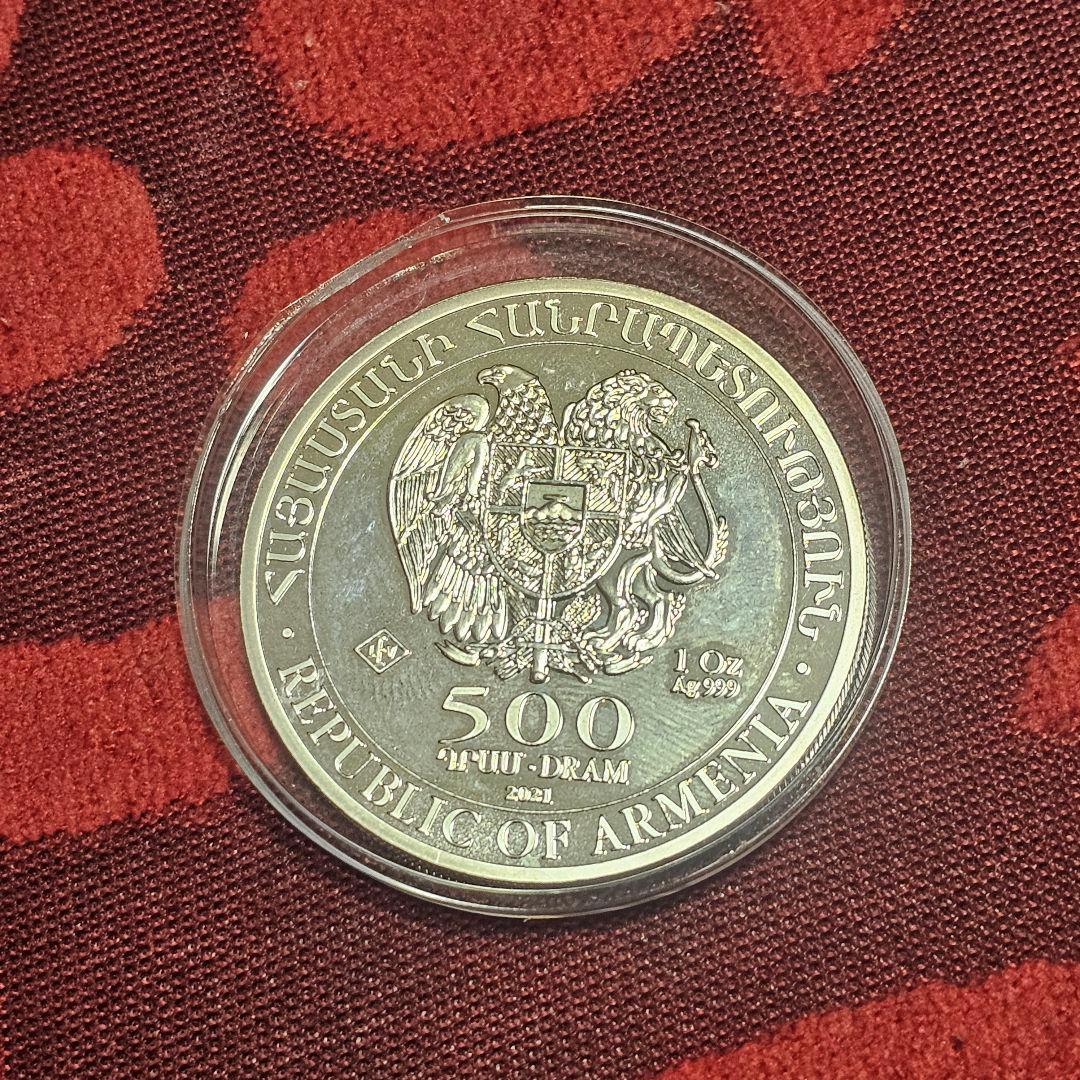 ՀԱՅԱՍՏԱՆԻ ՀԱՆՐԱՊԵՏՈՒԹՅՈՒՆ
1 Oz
Ag 999
500
ԴՐԱՄ · DRAM
2021
· REPUBLIC OF ARMENIA ·